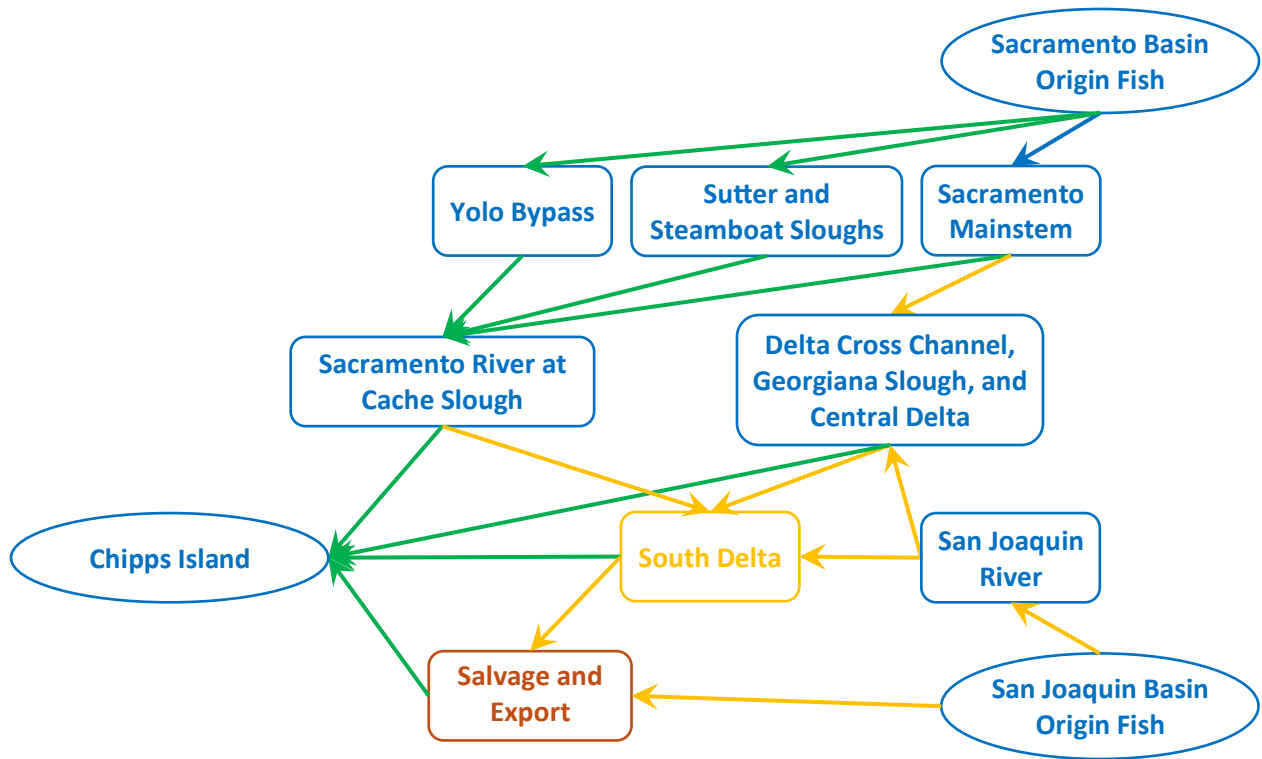 Sacramento Basin
Origin Fish
Yolo Bypass
Sutter and
Steamboat Sloughs
Sacramento
Mainstem
Sacramento River at
Cache Slough
Delta Cross Channel,
Georgiana Slough, and
Central Delta
Chipps Island
South Delta
San Joaquin
River
Salvage and
Export
San Joaquin Basin
Origin Fish